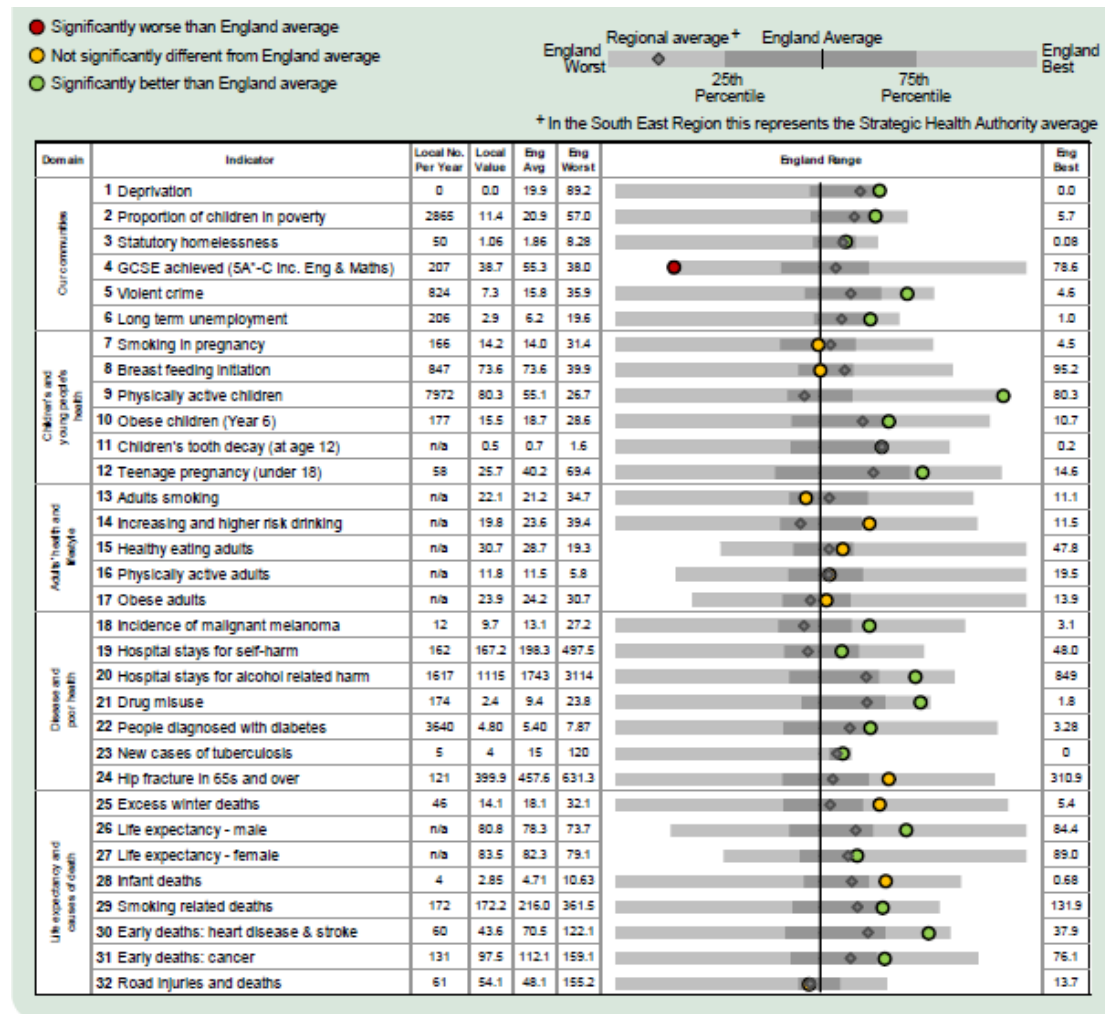 Significantly worse than England average
Not significantly different from England average
Significantly better than England average
Regional average+ England Average
England Worst
England Best
25th Percentile
75th Percentile
+ In the South East Region this represents the Strategic Health Authority average
Domain Indicator Local No. Per Year Local Value Eng Avg Eng Worst England Range Eng Best
Our communities
1 Deprivation 0 0.0 19.9 89.2 0.0
2 Proportion of children in poverty 2865 11.4 20.9 57.0 5.7
3 Statutory homelessness 50 1.06 1.86 8.28 0.08
4 GCSE achieved (5A*-C inc. Eng & Maths) 207 38.7 55.3 38.0 78.6
5 Violent crime 824 7.3 15.8 35.9 4.6
6 Long term unemployment 206 2.9 6.2 19.6 1.0
Children's and young people's health
7 Smoking in pregnancy 166 14.2 14.0 31.4 4.5
8 Breast feeding initiation 847 73.6 73.6 39.9 95.2
9 Physically active children 7972 80.3 55.1 26.7 80.3
10 Obese children (Year 6) 177 15.5 18.7 28.6 10.7
11 Children's tooth decay (at age 12) n/a 0.5 0.7 1.6 0.2
12 Teenage pregnancy (under 18) 58 25.7 40.2 69.4 14.6
Adults' health and lifestyle
13 Adults smoking n/a 22.1 21.2 34.7 11.1
14 Increasing and higher risk drinking n/a 19.8 23.6 39.4 11.5
15 Healthy eating adults n/a 30.7 28.7 19.3 47.8
16 Physically active adults n/a 11.8 11.5 5.8 19.5
17 Obese adults n/a 23.9 24.2 30.7 13.9
Disease and poor health
18 Incidence of malignant melanoma 12 9.7 13.1 27.2 3.1
19 Hospital stays for self-harm 162 167.2 198.3 497.5 48.0
20 Hospital stays for alcohol related harm 1617 1115 1743 3114 849
21 Drug misuse 174 2.4 9.4 23.8 1.8
22 People diagnosed with diabetes 3640 4.80 5.40 7.87 3.28
23 New cases of tuberculosis 5 4 15 120 0
24 Hip fracture in 65s and over 121 399.9 457.6 631.3 310.9
Life expectancy and causes of death
25 Excess winter deaths 46 14.1 18.1 32.1 5.4
26 Life expectancy - male n/a 80.8 78.3 73.7 84.4
27 Life expectancy - female n/a 83.5 82.3 79.1 89.0
28 Infant deaths 4 2.85 4.71 10.63 0.68
29 Smoking related deaths 172 172.2 216.0 361.5 131.9
30 Early deaths: heart disease & stroke 60 43.6 70.5 122.1 37.9
31 Early deaths: cancer 131 97.5 112.1 159.1 76.1
32 Road injuries and deaths 61 54.1 48.1 155.2 13.7